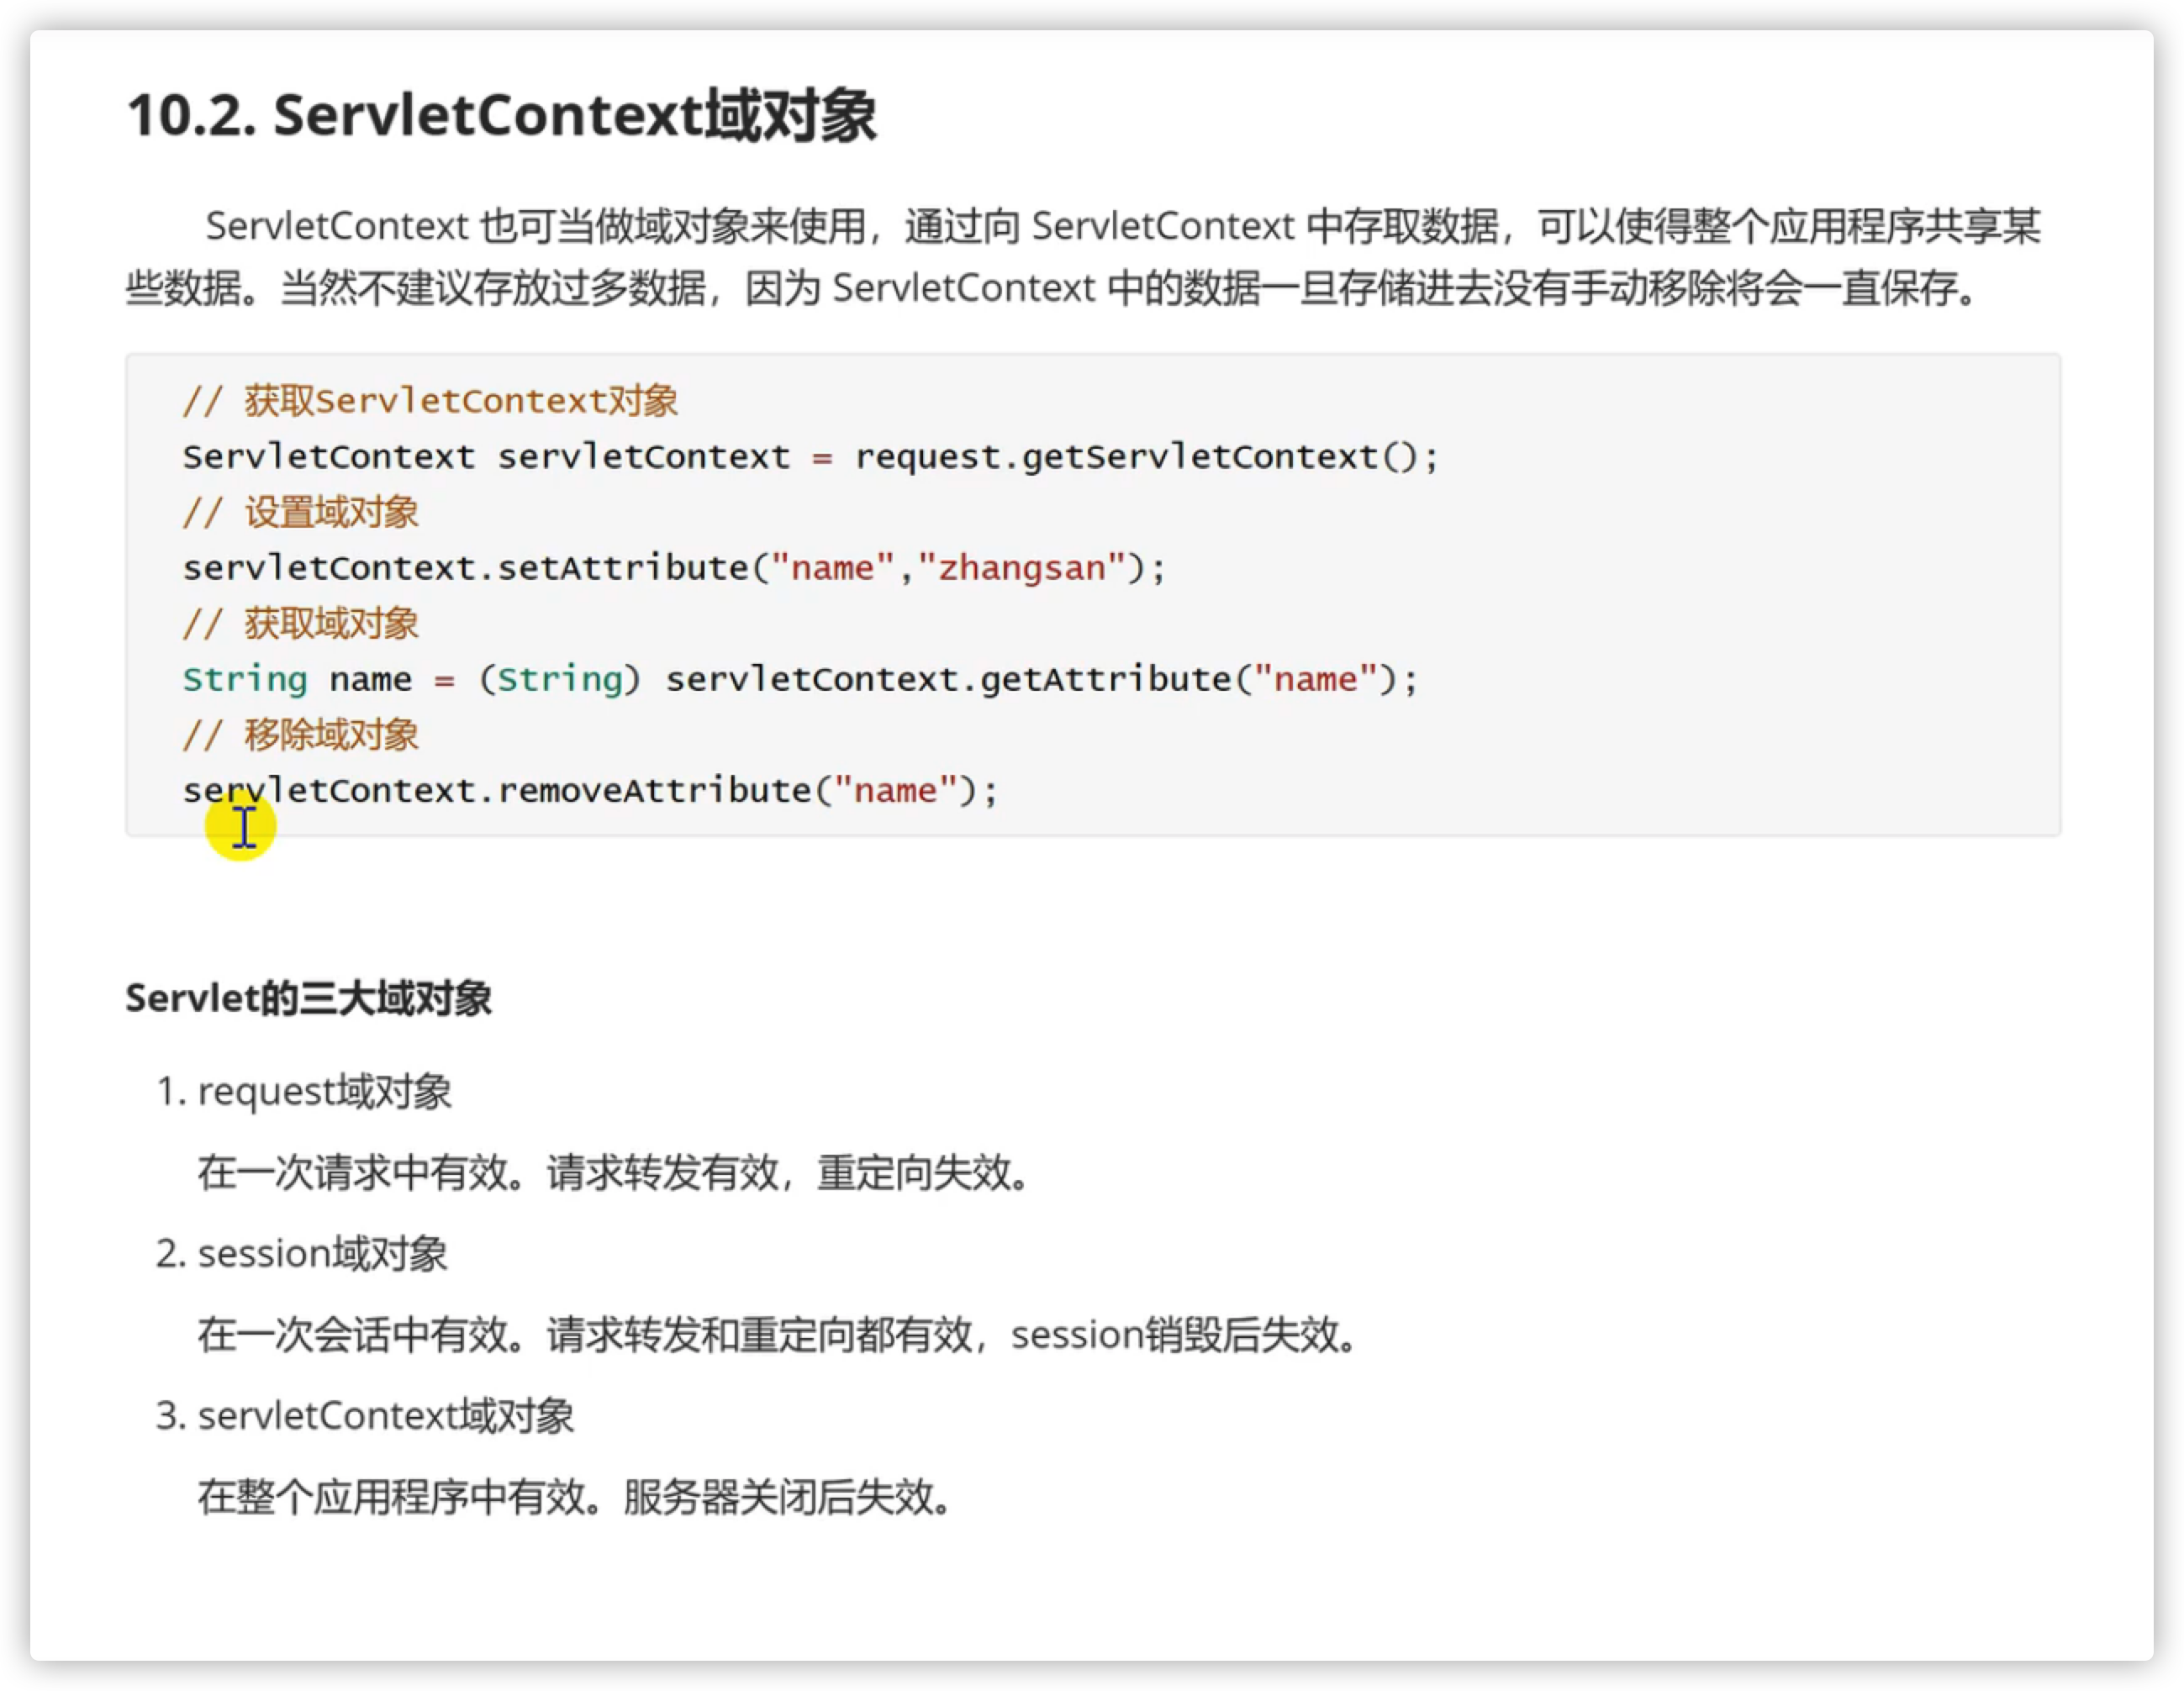 10.2. ServletContext域对象
ServletContext 也可当做域对象来使用，通过向 ServletContext 中存取数据，可以使得整个应用程序共享某
些数据。当然不建议存放过多数据，因为 ServletContext 中的数据一旦存储进去没有手动移除将会一直保存。
// 获取ServletContext对象
ServletContext servletContext = request.getServletContext();
// 设置域对象
servletContext.setAttribute("name","zhangsan");
// 获取域对象
String name = (String) servletContext.getAttribute("name");
// 移除域对象
servletContext.removeAttribute("name");
Servlet的三大域对象
1. request域对象
在一次请求中有效。请求转发有效，重定向失效。
2. session域对象
在一次会话中有效。请求转发和重定向都有效，session销毁后失效。
3. servletContext域对象
在整个应用程序中有效。服务器关闭后失效。